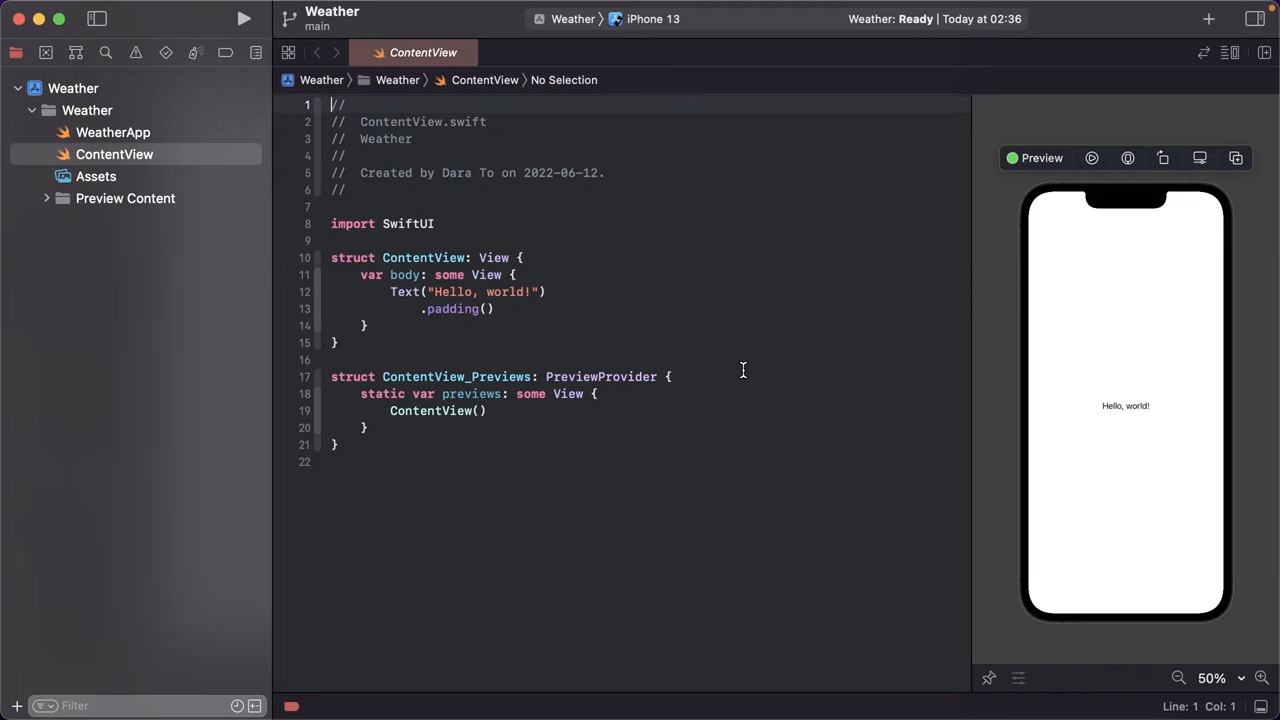 Weather
main
Weather
iPhone 13
Weather: Ready | Today at 02:36
ContentView
Weather
Weather
WeatherApp
ContentView
Assets
Preview Content
Filter
Weather
Weather
ContentView
No Selection
1 //
2 //  ContentView.swift
3 //  Weather
4 //
5 //  Created by Dara To on 2022-06-12.
6 //
7
8 import SwiftUI
9
10 struct ContentView: View {
11     var body: some View {
12         Text("Hello, world!")
13             .padding()
14     }
15 }
16
17 struct ContentView_Previews: PreviewProvider {
18     static var previews: some View {
19         ContentView()
20     }
21 }
22
Preview
Hello, world!
50%
Line: 1 Col: 1